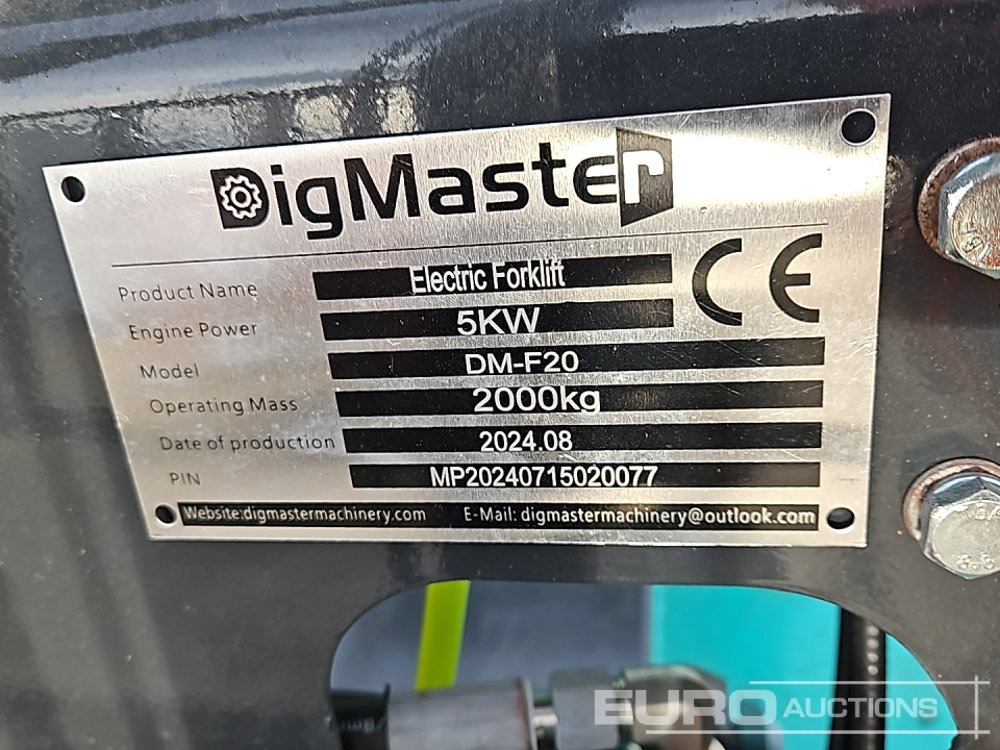 DigMaster
Product Name Electric Forklift
Engine Power 5KW
CE
Model DM-F20
Operating Mass 2000kg
Date of production 2024.08
PIN MP20240715020077
Website:digmastermachinery.com E-Mail: digmastermachinery@outlook.com
EURO AUCTIONS